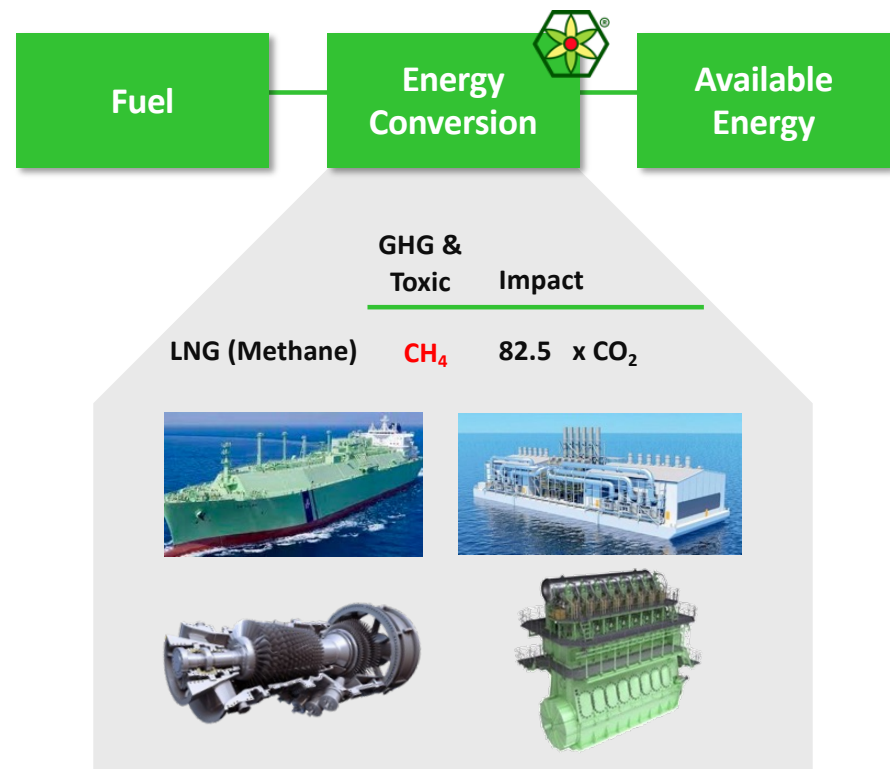 Fuel
Energy
Conversion
®
Available
Energy
GHG &
Toxic
Impact
LNG (Methane) CH₄ 82.5 x CO₂